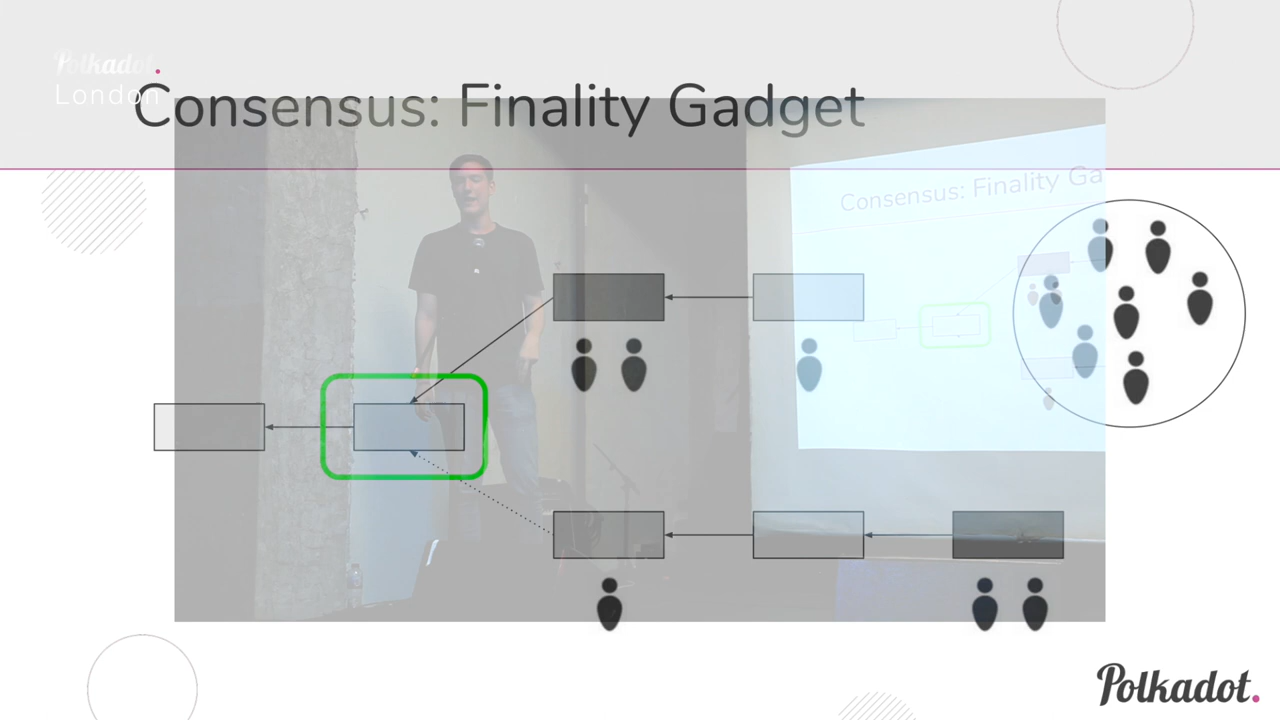 Polkadot.
London
Consensus: Finality Gadget
Consensus: Finality Ga
Polkadot.